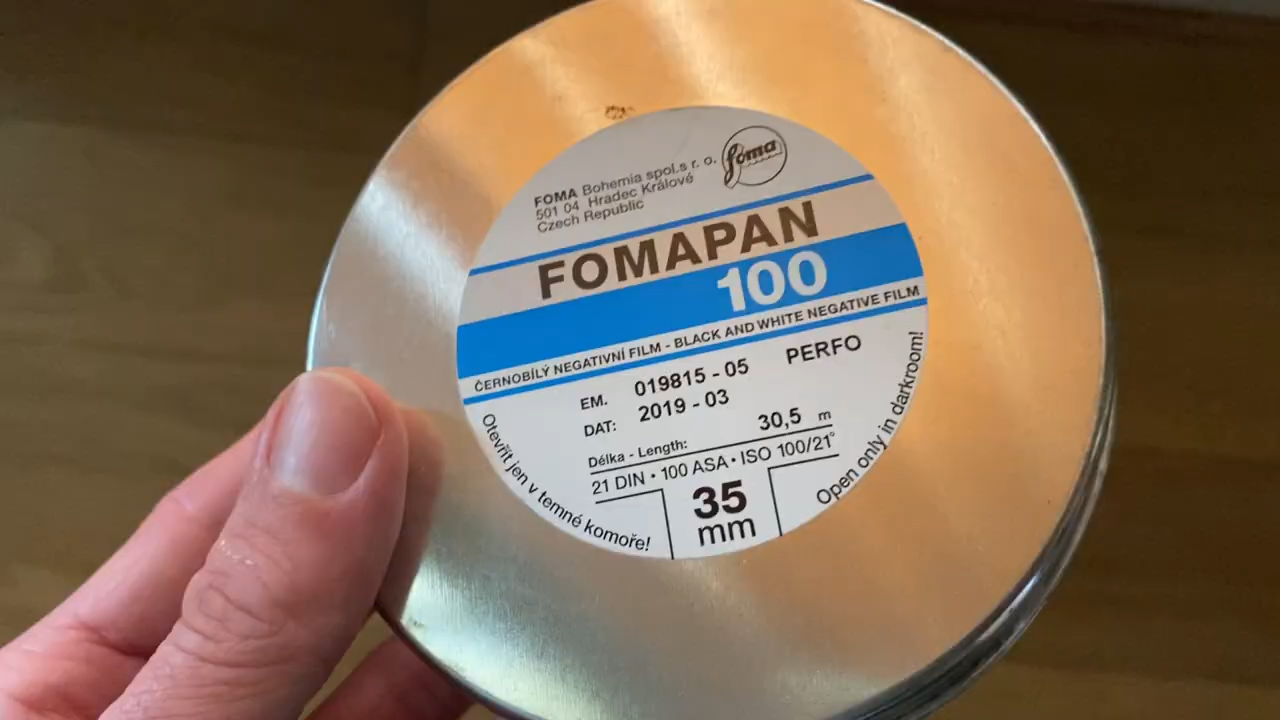 FOMA Bohemia spol.s r. o.
501 04 Hradec Králové
Czech Republic
foma
FOMAPAN
100
ČERNOBÍLÝ NEGATIVNÍ FILM - BLACK AND WHITE NEGATIVE FILM
EM. 019815 - 05 PERFO
DAT: 2019 - 03
Délka - Length: 30,5 m
21 DIN • 100 ASA • ISO 100/21°
35
mm
Otevřít jen v temné komoře!
Open only in darkroom!